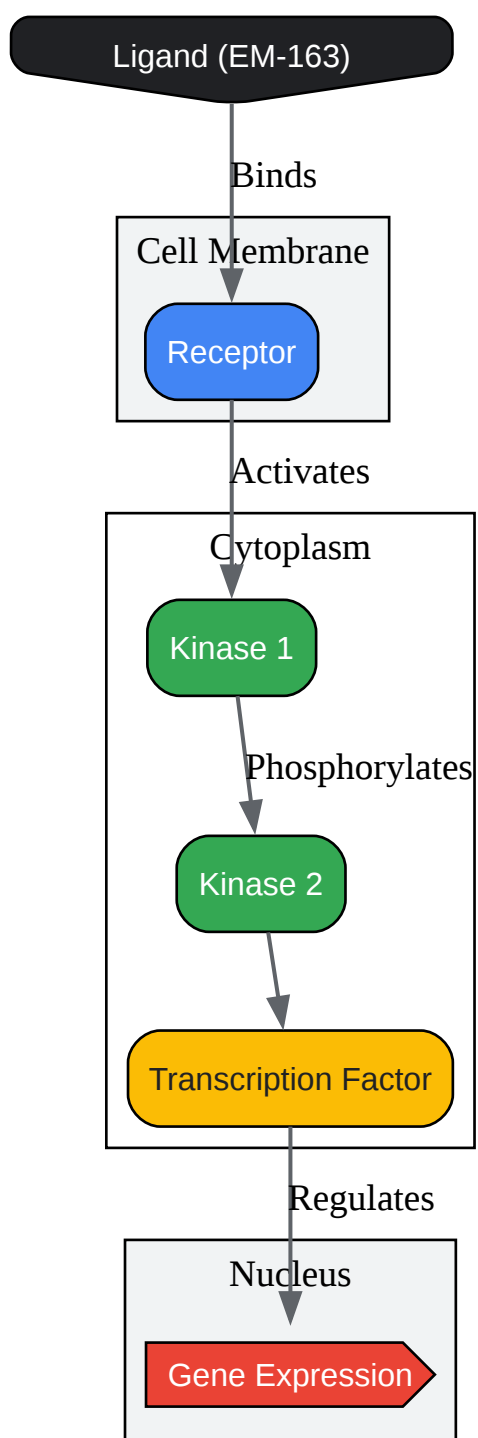 Ligand (EM-163)
Binds
Cell Membrane
Receptor
Activates
Cytoplasm
Kinase 1
Phosphorylates
Kinase 2
Transcription Factor
Regulates
Nucleus
Gene Expression